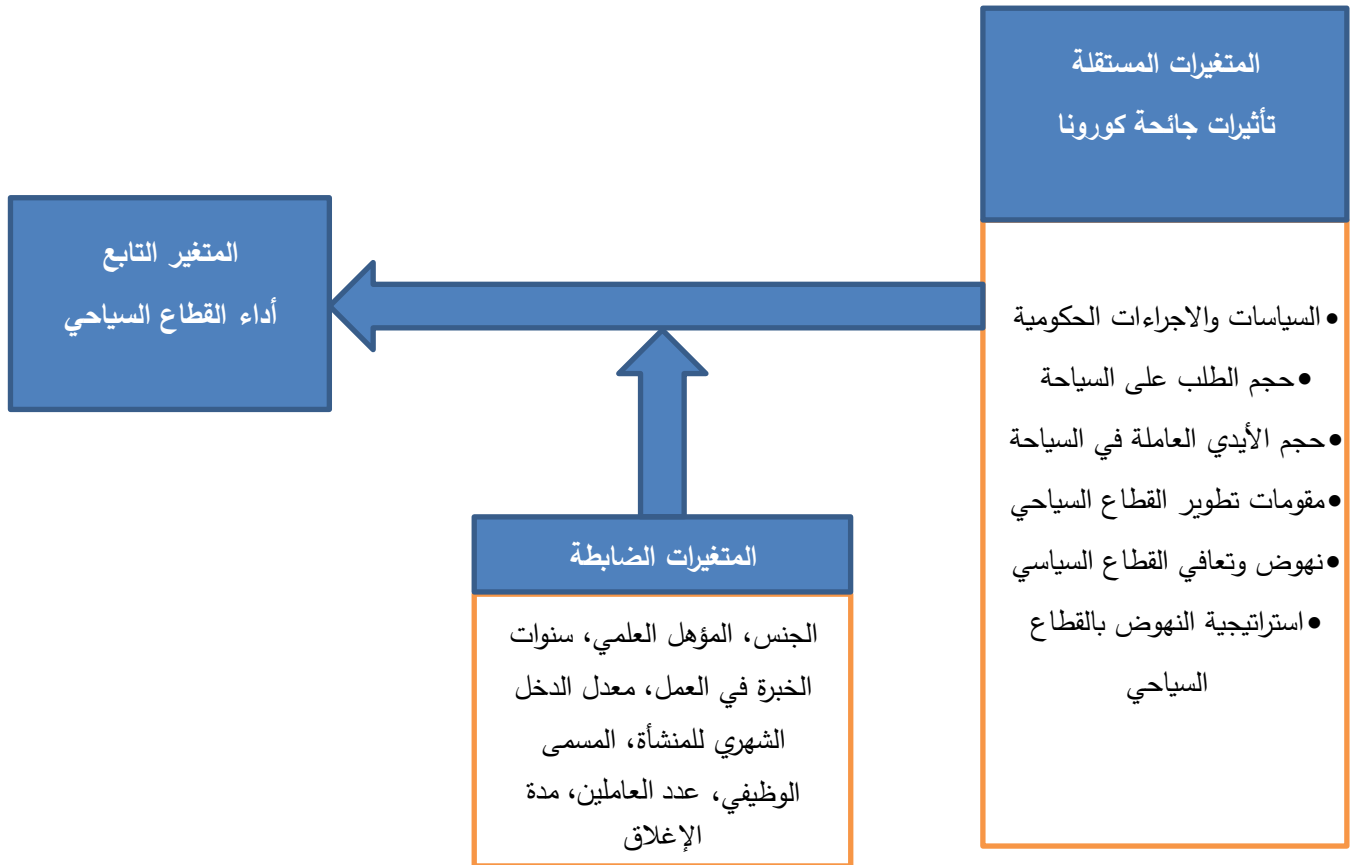 المتغيرات المستقلة
تأثيرات جائحة كورونا
• السياسات والاجراءات الحكومية
• حجم الطلب على السياحة
• حجم الأيدي العاملة في السياحة
• مقومات تطوير القطاع السياحي
• نهوض وتعافي القطاع السياسي
• استراتيجية النهوض بالقطاع
السياحي
المتغير التابع
أداء القطاع السياحي
المتغيرات الضابطة
الجنس، المؤهل العلمي، سنوات
الخبرة في العمل، معدل الدخل
الشهري للمنشأة، المسمى
الوظيفي، عدد العاملين، مدة
الإغلاق